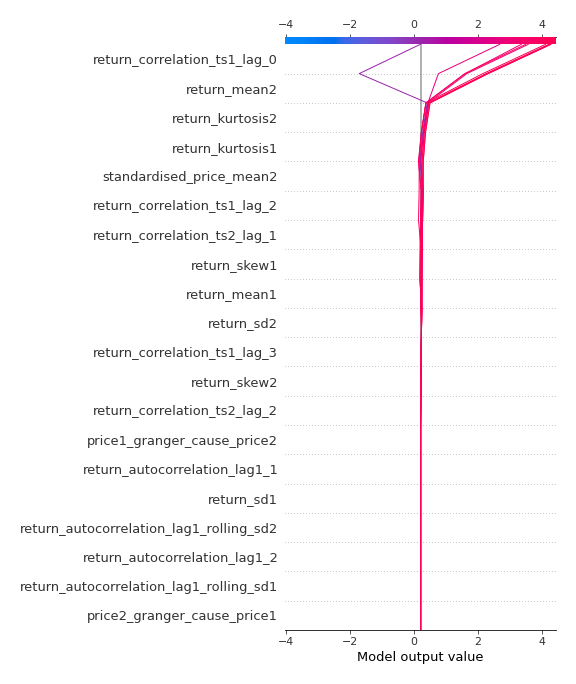 −4 −2 0 2 4
return_correlation_ts1_lag_0
return_mean2
return_kurtosis2
return_kurtosis1
standardised_price_mean2
return_correlation_ts1_lag_2
return_correlation_ts2_lag_1
return_skew1
return_mean1
return_sd2
return_correlation_ts1_lag_3
return_skew2
return_correlation_ts2_lag_2
price1_granger_cause_price2
return_autocorrelation_lag1_1
return_sd1
return_autocorrelation_lag1_rolling_sd2
return_autocorrelation_lag1_2
return_autocorrelation_lag1_rolling_sd1
price2_granger_cause_price1
−4 −2 0 2 4
Model output value